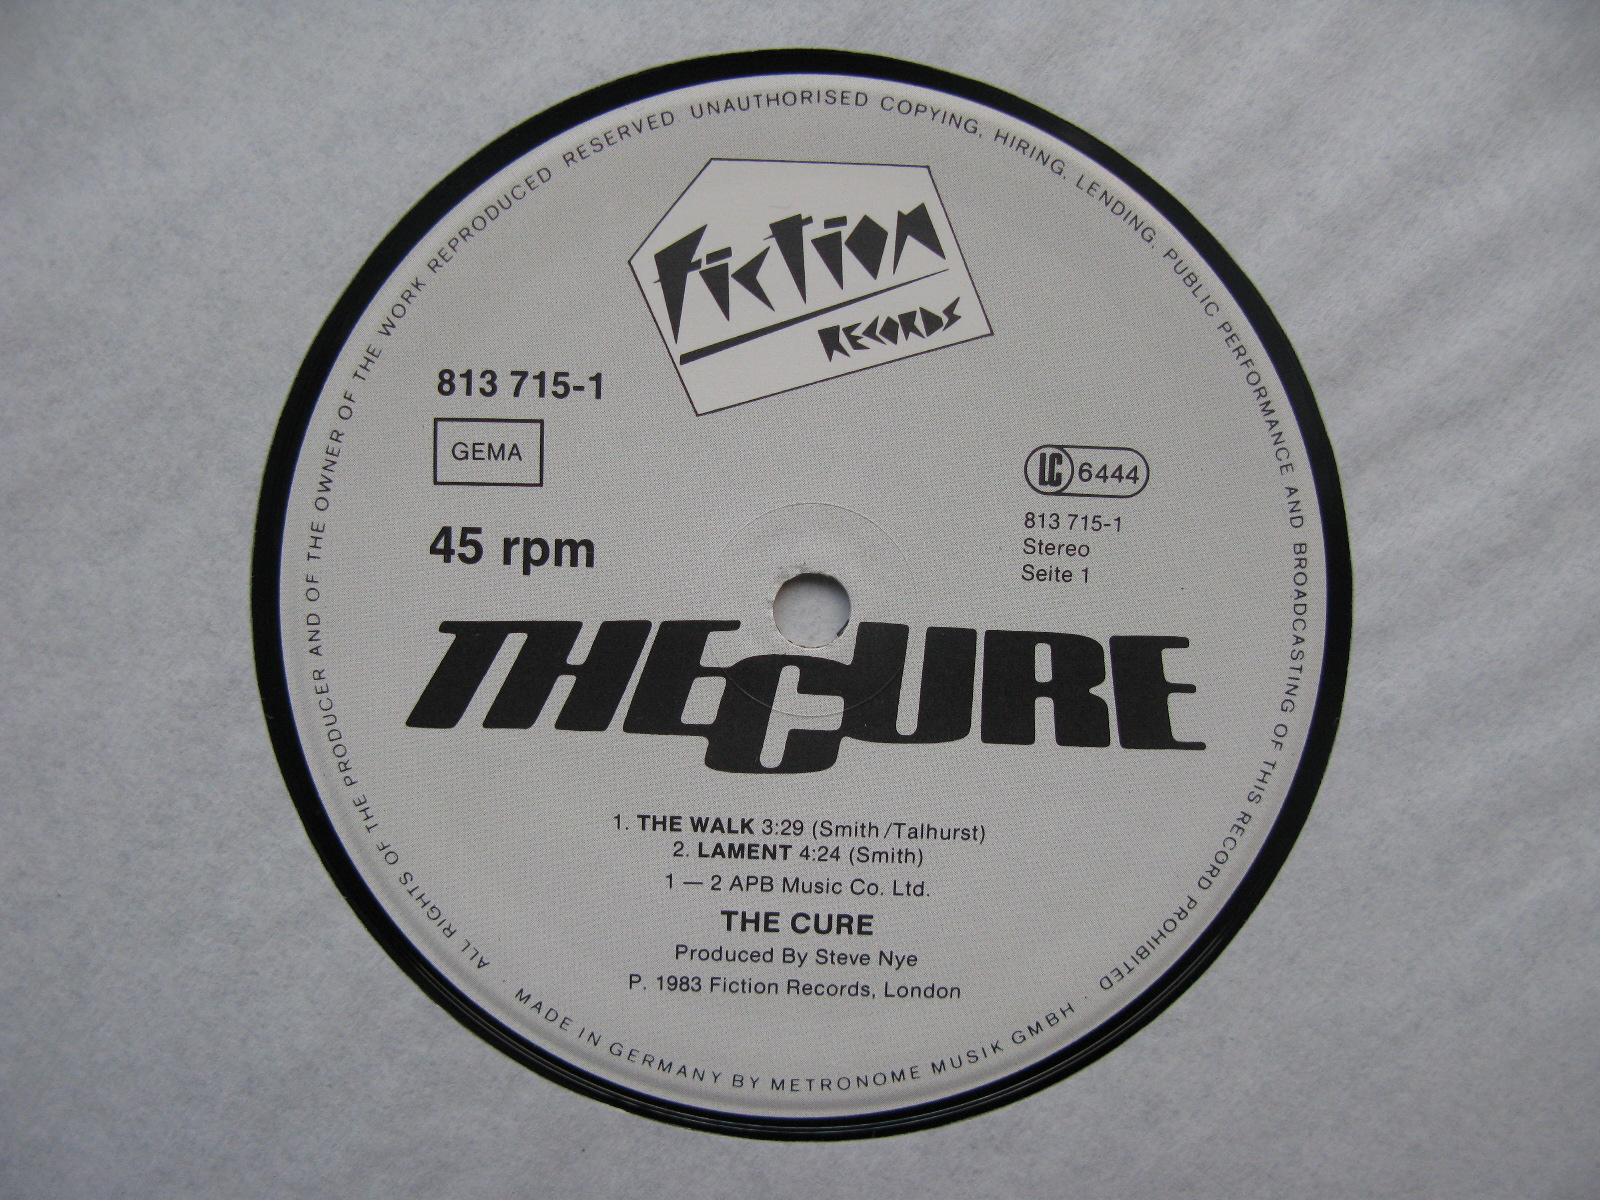 Fiction
RECORDS
813 715-1
GEMA
45 rpm
LC 6444
813 715-1
Stereo
Seite 1
THE CURE
1. THE WALK 3:29 (Smith/Talhurst)
2. LAMENT 4:24 (Smith)
1 — 2 APB Music Co. Ltd.
THE CURE
Produced By Steve Nye
P. 1983 Fiction Records, London
ALL RIGHTS OF THE PRODUCER AND OF THE OWNER OF THE WORK REPRODUCED RESERVED UNAUTHORISED COPYING, HIRING, LENDING, PUBLIC PERFORMANCE AND BROADCASTING OF THIS RECORD PROHIBITED · MADE IN GERMANY BY METRONOME MUSIK GMBH ·